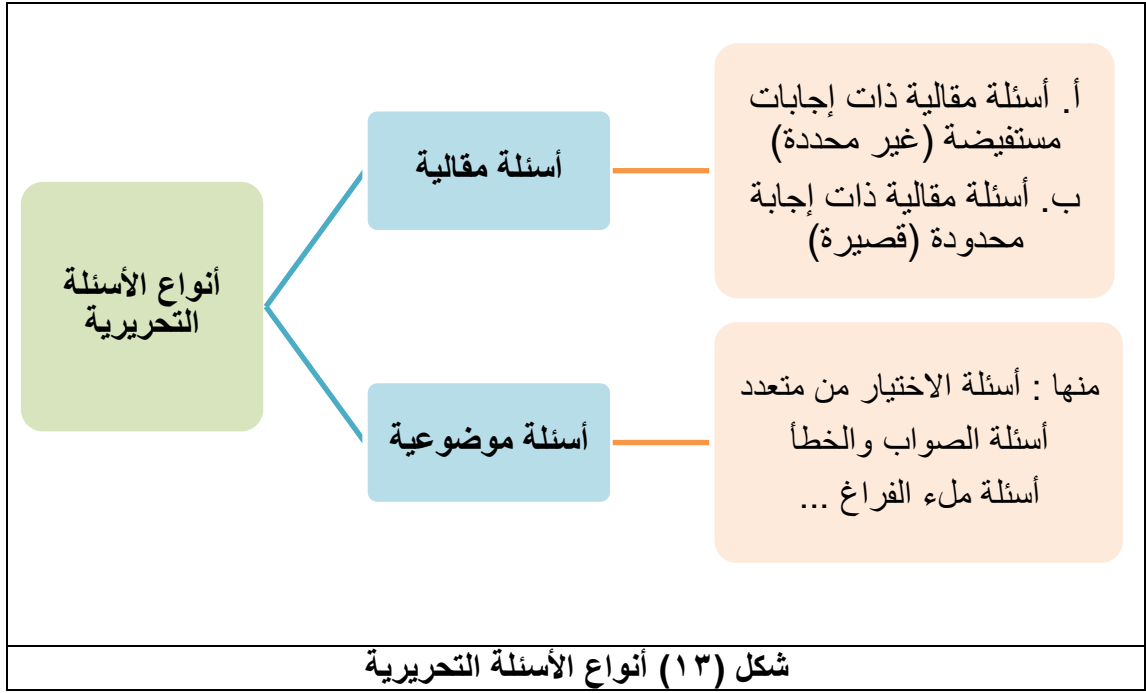 أنواع الأسئلة
التحريرية
أسئلة مقالية
أ. أسئلة مقالية ذات إجابات
مستفيضة (غير محددة)
ب. أسئلة مقالية ذات إجابة
محدودة (قصيرة)
أسئلة موضوعية
منها : أسئلة الاختيار من متعدد
أسئلة الصواب والخطأ
أسئلة ملء الفراغ ...
شكل (١٣) أنواع الأسئلة التحريرية